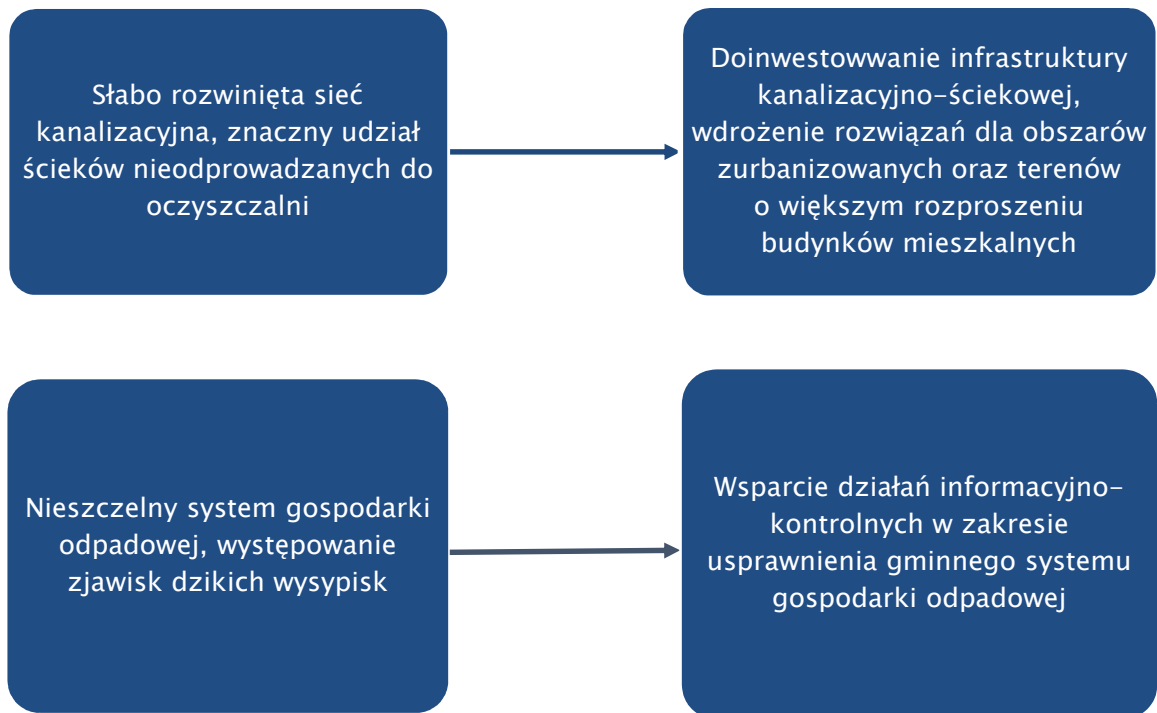 Słabo rozwinięta sieć
kanalizacyjna, znaczny udział
ścieków nieodprowadzanych do
oczyszczalni
Doinwestowwanie infrastruktury
kanalizacyjno-ściekowej,
wdrożenie rozwiązań dla obszarów
zurbanizowanych oraz terenów
o większym rozproszeniu
budynków mieszkalnych
Nieszczelny system gospodarki
odpadowej, występowanie
zjawisk dzikich wysypisk
Wsparcie działań informacyjno-
kontrolnych w zakresie
usprawnienia gminnego systemu
gospodarki odpadowej